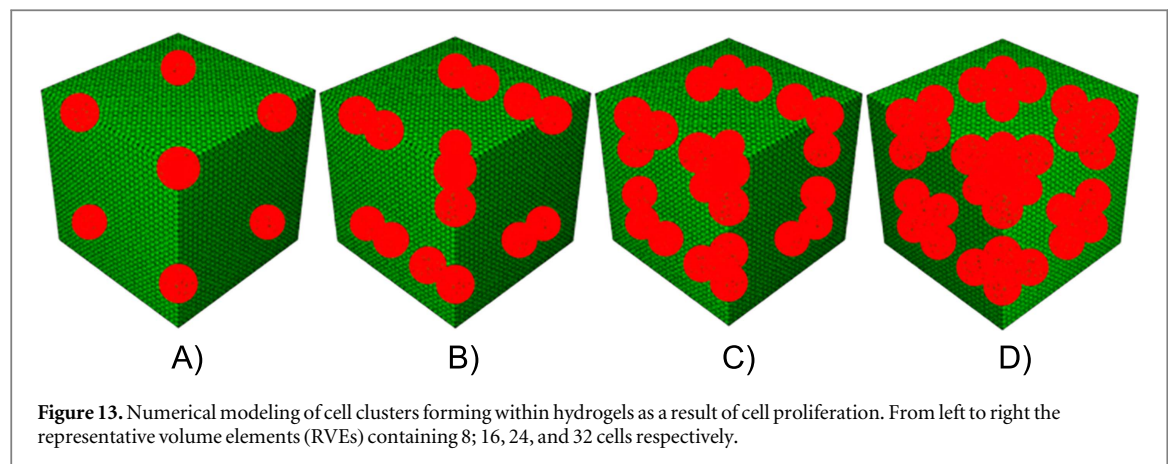 A) B) C) D)
Figure 13. Numerical modeling of cell clusters forming within hydrogels as a result of cell proliferation. From left to right the
representative volume elements (RVEs) containing 8; 16, 24, and 32 cells respectively.